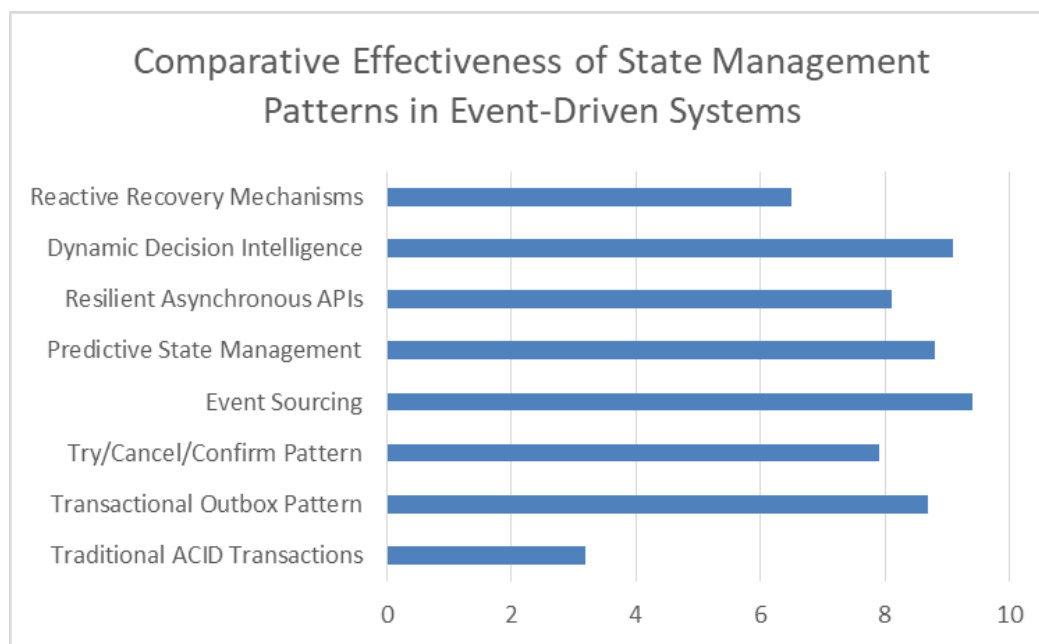 Comparative Effectiveness of State Management
Patterns in Event-Driven Systems
Reactive Recovery Mechanisms
Dynamic Decision Intelligence
Resilient Asynchronous APIs
Predictive State Management
Event Sourcing
Try/Cancel/Confirm Pattern
Transactional Outbox Pattern
Traditional ACID Transactions
0 2 4 6 8 10